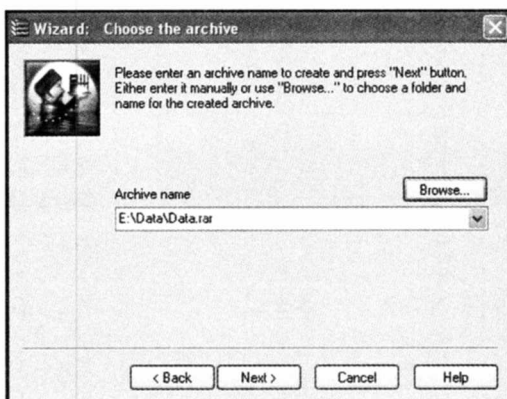 Wizard: Choose the archive
Please enter an archive name to create and press "Next" button.
Either enter it manually or use "Browse..." to choose a folder and
name for the created archive.
Archive name
Browse...
E:\Data\Data.rar
< Back
Next >
Cancel
Help